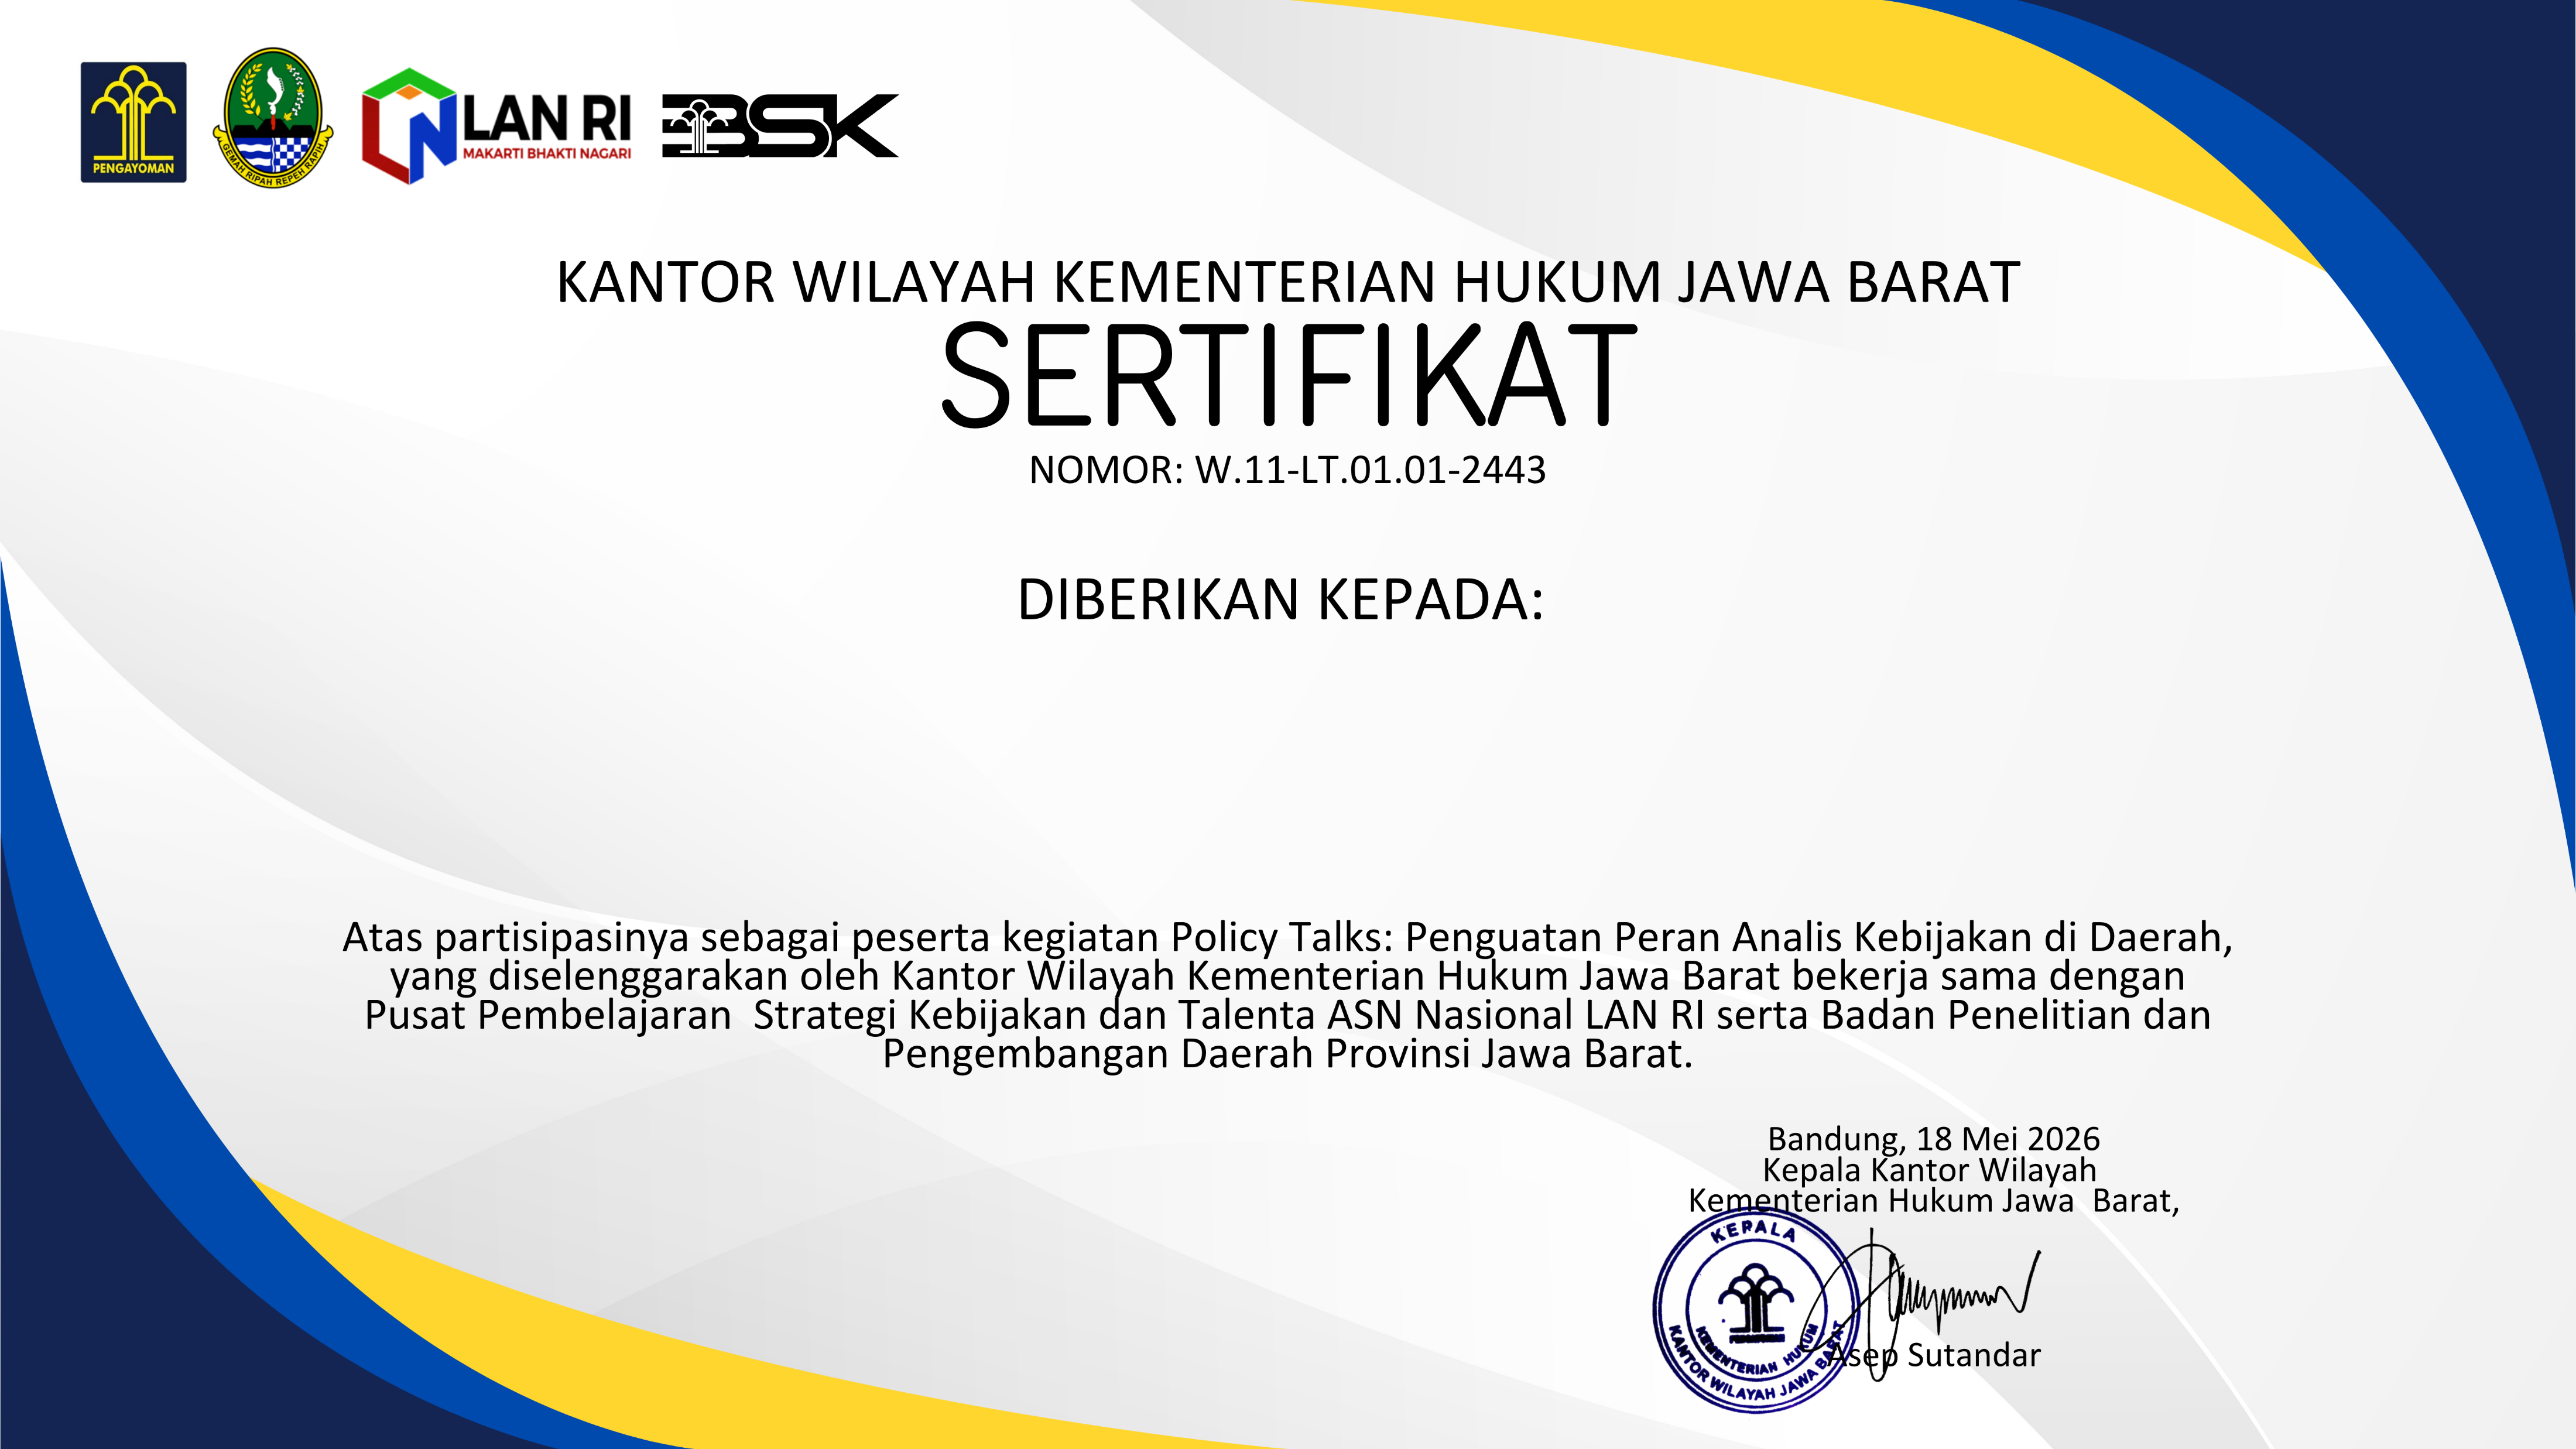 PENGAYOMAN
GEMAH RIPAH REPEH RAPIH
LAN RI
MAKARTI BHAKTI NAGARI
BSK
KANTOR WILAYAH KEMENTERIAN HUKUM JAWA BARAT
SERTIFIKAT
NOMOR: W.11-LT.01.01-2443
DIBERIKAN KEPADA:
Atas partisipasinya sebagai peserta kegiatan Policy Talks: Penguatan Peran Analis Kebijakan di Daerah,
yang diselenggarakan oleh Kantor Wilayah Kementerian Hukum Jawa Barat bekerja sama dengan
Pusat Pembelajaran  Strategi Kebijakan dan Talenta ASN Nasional LAN RI serta Badan Penelitian dan
Pengembangan Daerah Provinsi Jawa Barat.
Bandung, 18 Mei 2026
Kepala Kantor Wilayah
Kementerian Hukum Jawa  Barat,
KEPALA
KEMENTERIAN HUKUM
KANTOR WILAYAH JAWA BARAT
Asep Sutandar